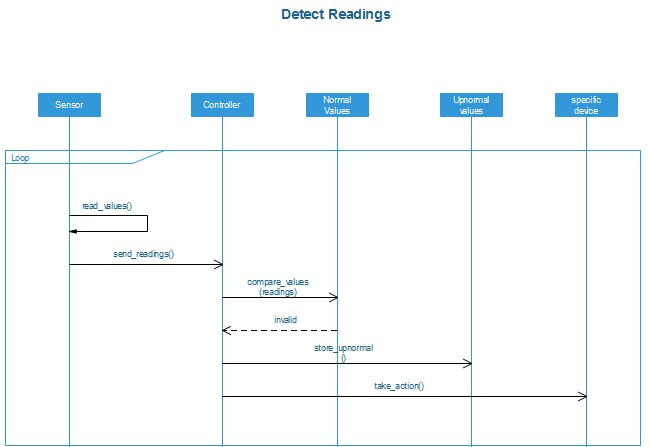 Detect Readings
Sensor
Controller
Normal
Values
Upnormal
values
specific
device
Loop
read_values()
send_readings()
compare_values
(readings)
invalid
store_upnormal
()
take_action()